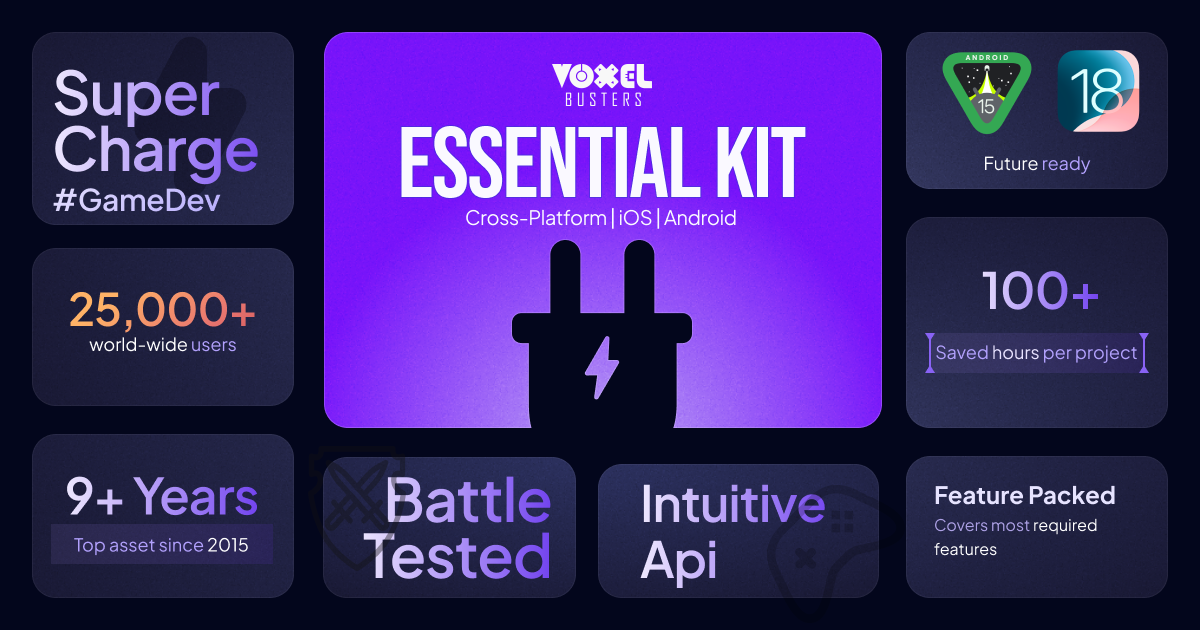 Super
Charge
#GameDev
25,000+
world-wide users
9+ Years
Top asset since 2015
VOXEL
BUSTERS
ESSENTIAL KIT
Cross-Platform | iOS | Android
Battle
Tested
Intuitive
Api
ANDROID
15
18
Future ready
100+
Saved hours per project
Feature Packed
Covers most required
features